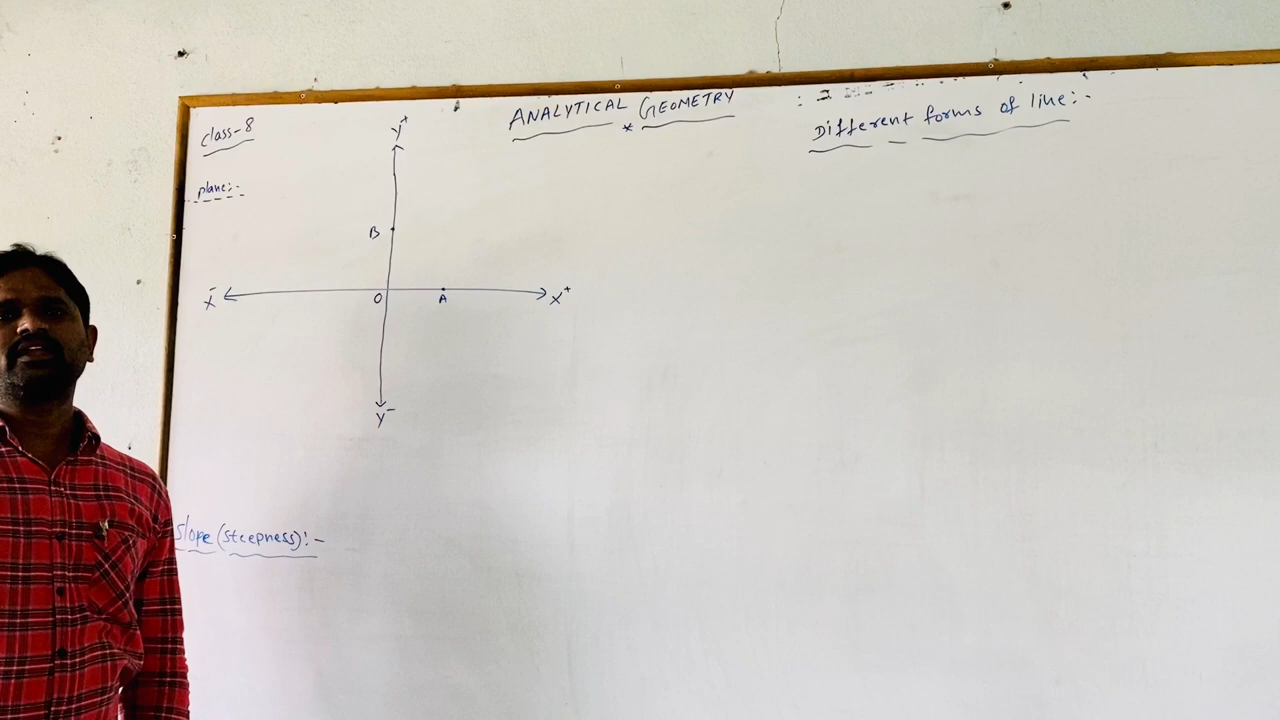 ANALYTICAL GEOMETRY
*
Different forms of line:-
class-8
plane:-
Y+
B
X-
O
A
X+
Y-
slope (steepness):-